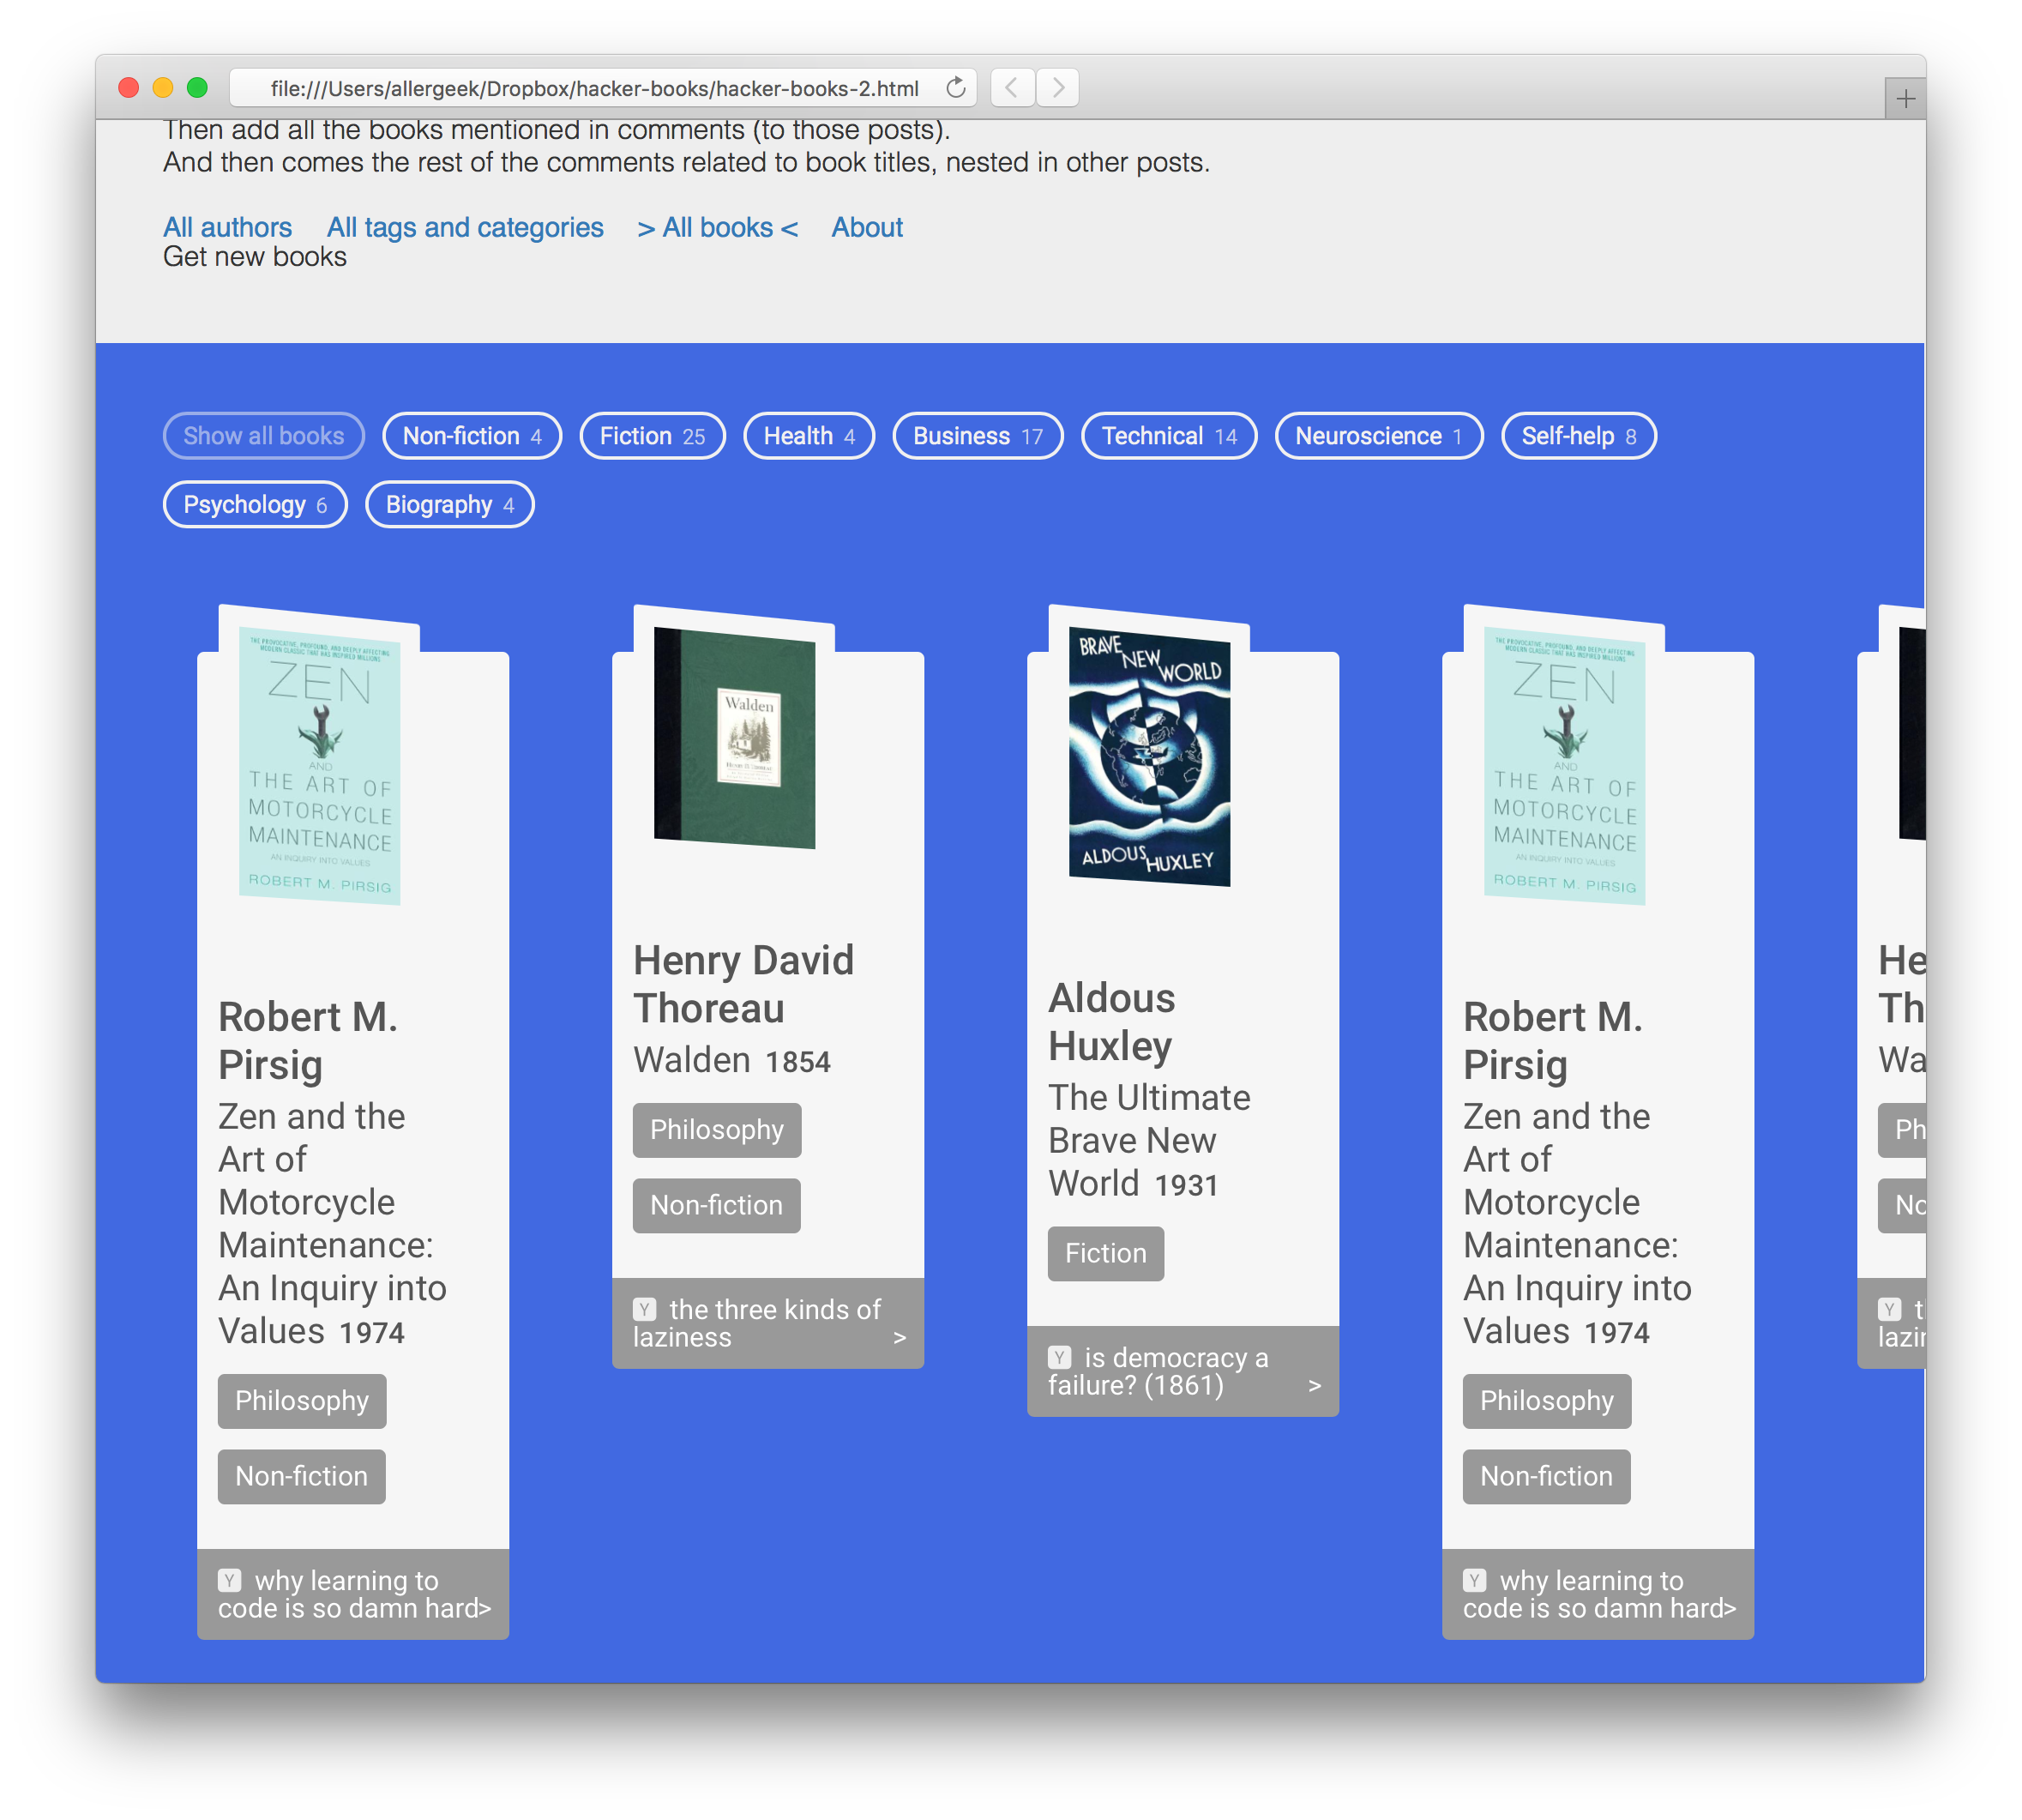 file:///Users/allergeek/Dropbox/hacker-books/hacker-books-2.html
Then add all the books mentioned in comments (to those posts).
And then comes the rest of the comments related to book titles, nested in other posts.
All authors All tags and categories > All books < About
Get new books
Show all books Non-fiction 4 Fiction 25 Health 4 Business 17 Technical 14 Neuroscience 1 Self-help 8
Psychology 6 Biography 4
THE PROVOCATIVE, PROFOUND, AND DEEPLY AFFECTING
MODERN CLASSIC THAT HAS INSPIRED MILLIONS
ZEN
AND
THE ART OF
MOTORCYCLE
MAINTENANCE
AN INQUIRY INTO VALUES
ROBERT M. PIRSIG
Robert M.
Pirsig
Zen and the
Art of
Motorcycle
Maintenance:
An Inquiry into
Values 1974
Philosophy
Non-fiction
Y why learning to
code is so damn hard>
Walden
Henry D. Thoreau
Henry David
Thoreau
Walden 1854
Philosophy
Non-fiction
Y the three kinds of
laziness >
BRAVE
NEW
WORLD
ALDOUS
HUXLEY
Aldous
Huxley
The Ultimate
Brave New
World 1931
Fiction
Y is democracy a
failure? (1861) >
THE PROVOCATIVE, PROFOUND, AND DEEPLY AFFECTING
MODERN CLASSIC THAT HAS INSPIRED MILLIONS
ZEN
AND
THE ART OF
MOTORCYCLE
MAINTENANCE
AN INQUIRY INTO VALUES
ROBERT M. PIRSIG
Robert M.
Pirsig
Zen and the
Art of
Motorcycle
Maintenance:
An Inquiry into
Values 1974
Philosophy
Non-fiction
Y why learning to
code is so damn hard>
He
Th
Wa
Ph
No
Y t
lazi